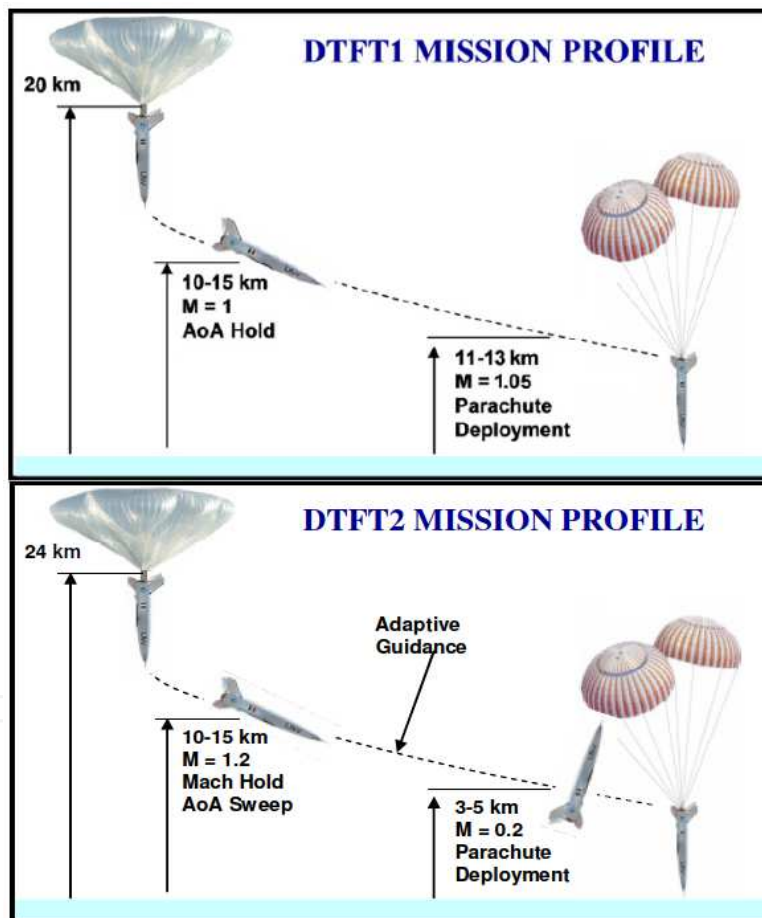 DTFT1 MISSION PROFILE
20 km
10-15 km
M = 1
AoA Hold
11-13 km
M = 1.05
Parachute
Deployment
DTFT2 MISSION PROFILE
24 km
Adaptive
Guidance
10-15 km
M = 1.2
Mach Hold
AoA Sweep
3-5 km
M = 0.2
Parachute
Deployment